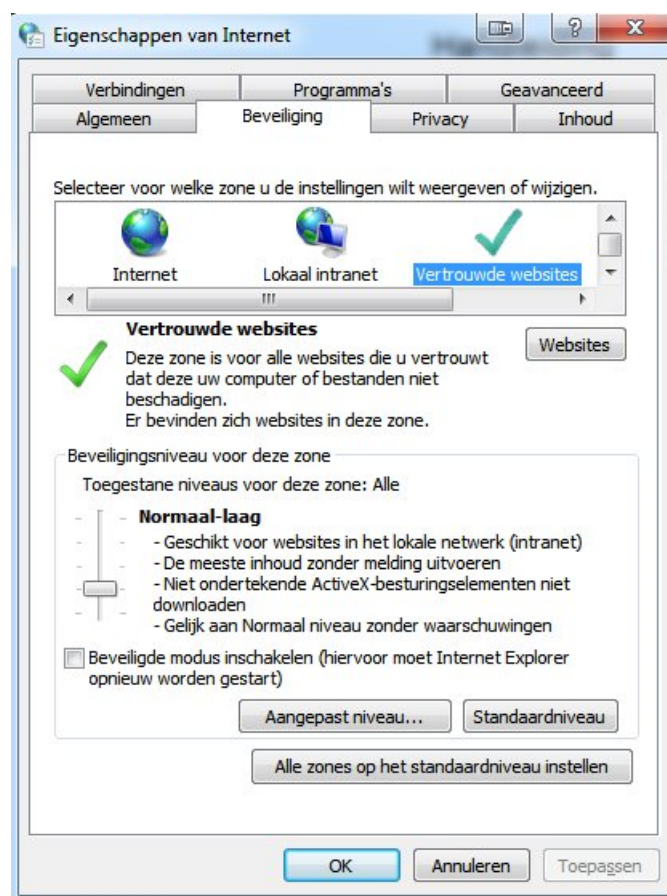 Eigenschappen van Internet
Verbindingen Programma's Geavanceerd
Algemeen Beveiliging Privacy Inhoud
Selecteer voor welke zone u de instellingen wilt weergeven of wijzigen.
Internet Lokaal intranet Vertrouwde websites
Vertrouwde websites
Websites
Deze zone is voor alle websites die u vertrouwt
dat deze uw computer of bestanden niet
beschadigen.
Er bevinden zich websites in deze zone.
Beveiligingsniveau voor deze zone
Toegestane niveaus voor deze zone: Alle
Normaal-laag
- Geschikt voor websites in het lokale netwerk (intranet)
- De meeste inhoud zonder melding uitvoeren
- Niet ondertekende ActiveX-besturingselementen niet
downloaden
- Gelijk aan Normaal niveau zonder waarschuwingen
Beveiligde modus inschakelen (hiervoor moet Internet Explorer
opnieuw worden gestart)
Aangepast niveau... Standaardniveau
Alle zones op het standaardniveau instellen
OK Annuleren Toepassen